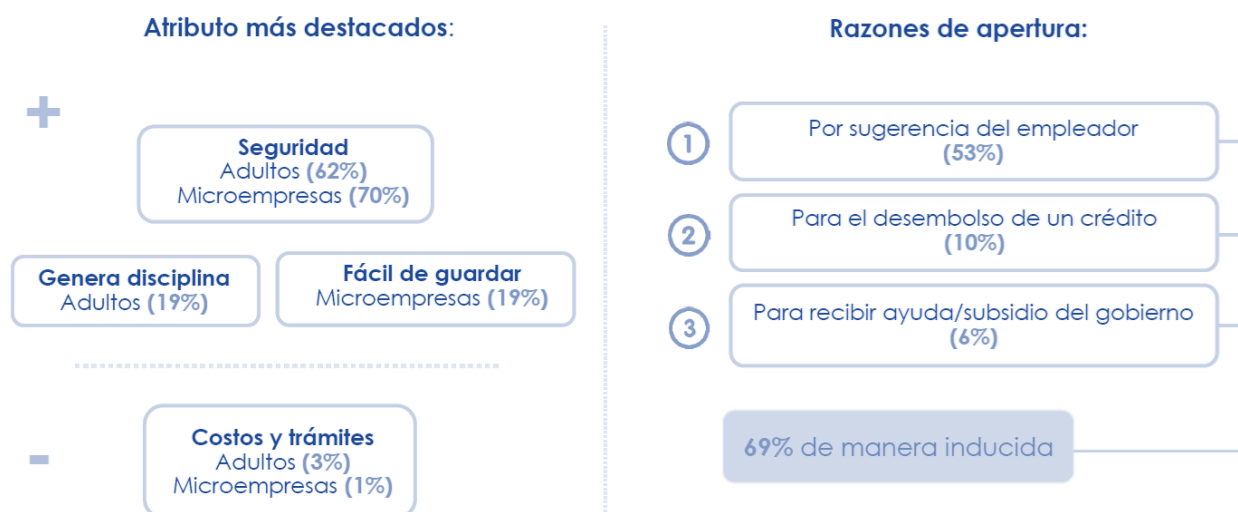 Atributo más destacados:
+
Seguridad
Adultos (62%)
Microempresas (70%)
Genera disciplina
Adultos (19%)
Fácil de guardar
Microempresas (19%)
-
Costos y trámites
Adultos (3%)
Microempresas (1%)
Razones de apertura:
1
Por sugerencia del empleador
(53%)
2
Para el desembolso de un crédito
(10%)
3
Para recibir ayuda/subsidio del gobierno
(6%)
69% de manera inducida